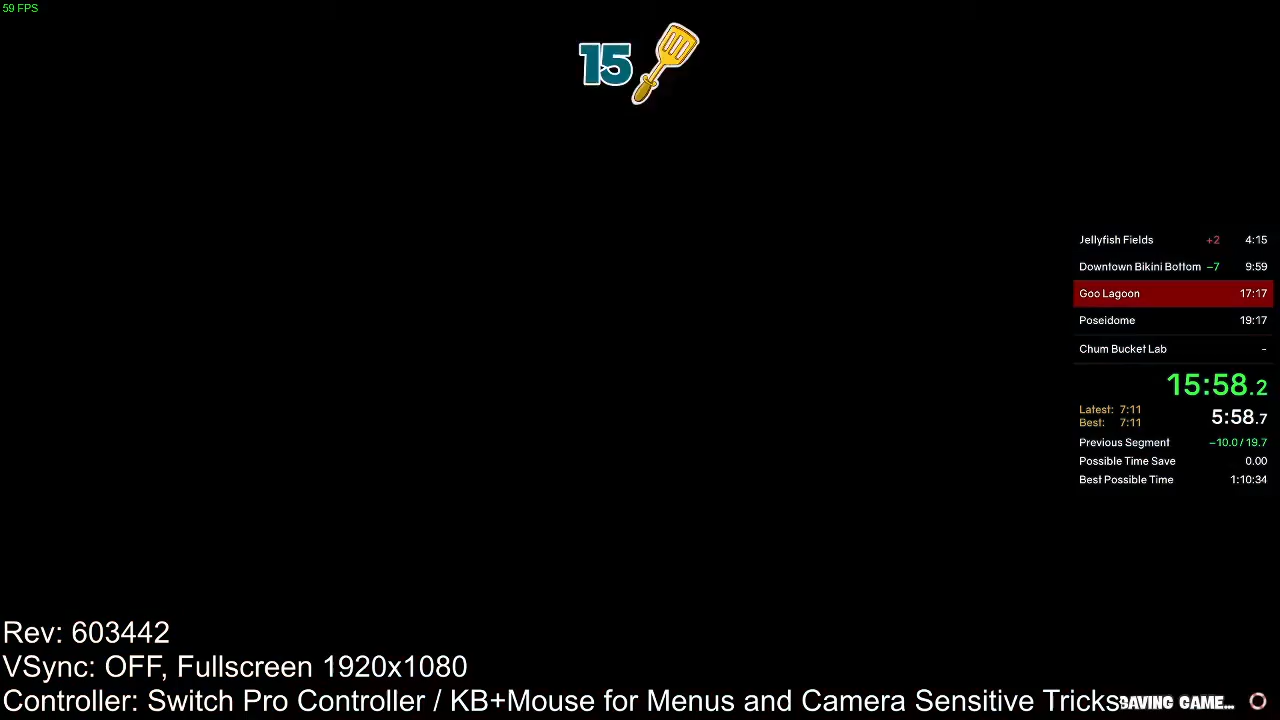 59 FPS
15
Jellyfish Fields +2 4:15
Downtown Bikini Bottom −7 9:59
Goo Lagoon 17:17
Poseidome 19:17
Chum Bucket Lab -
15:58.2
Latest: 7:11
Best: 7:11
5:58.7
Previous Segment −10.0 / 19.7
Possible Time Save 0.00
Best Possible Time 1:10:34
Rev: 603442
VSync: OFF, Fullscreen 1920x1080
Controller: Switch Pro Controller / KB+Mouse for Menus and Camera Sensitive Tricks
SAVING GAME...